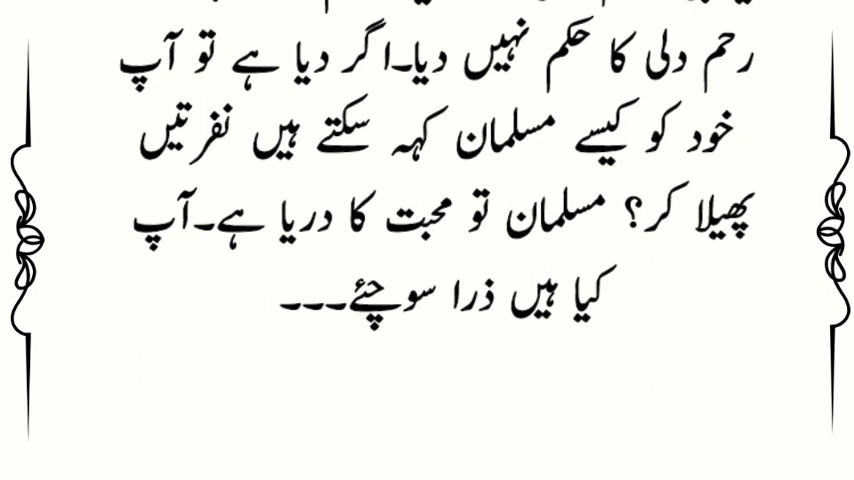 رحم دلی کا حکم نہیں دیا۔اگر دیا ہے تو آپ
خود کو کیسے مسلمان کہہ سکتے ہیں نفرتیں
پھیلا کر؟ مسلمان تو محبت کا دریا ہے۔آپ
کیا ہیں ذرا سوچئے۔۔۔